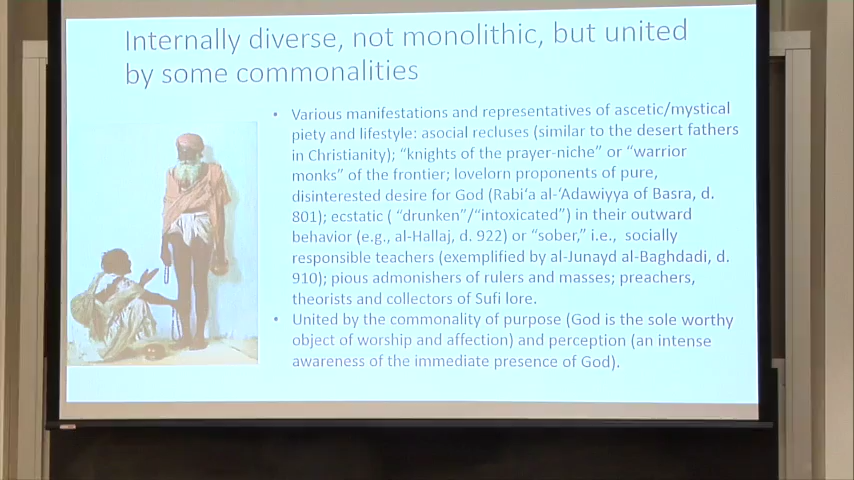 Internally diverse, not monolithic, but united
by some commonalities
• Various manifestations and representatives of ascetic/mystical
piety and lifestyle: asocial recluses (similar to the desert fathers
in Christianity); “knights of the prayer-niche” or “warrior
monks” of the frontier; lovelorn proponents of pure,
disinterested desire for God (Rabi‘a al-‘Adawiyya of Basra, d.
801); ecstatic ( “drunken”/“intoxicated”) in their outward
behavior (e.g., al-Hallaj, d. 922) or “sober,” i.e., socially
responsible teachers (exemplified by al-Junayd al-Baghdadi, d.
910); pious admonishers of rulers and masses; preachers,
theorists and collectors of Sufi lore.
• United by the commonality of purpose (God is the sole worthy
object of worship and affection) and perception (an intense
awareness of the immediate presence of God).